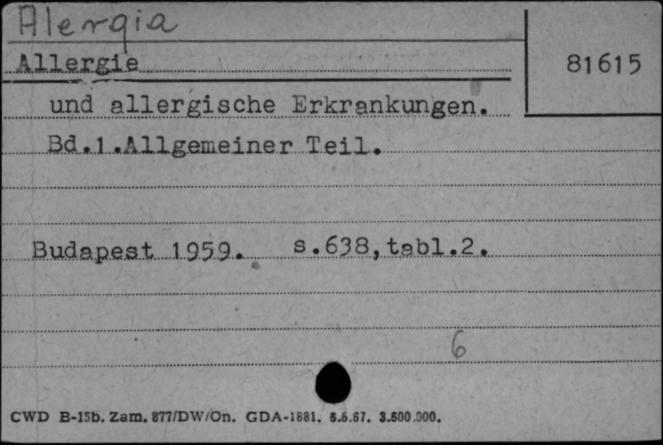 Alergia
Allergie
81615
und allergische Erkrankungen.
Bd.1.Allgemeiner Teil.
Budapest 1959. s.638,tabl.2.
6
CWD B-15b. Zam. 877/DW/On. GDA-1881. 6.6.67. 3.600.000.